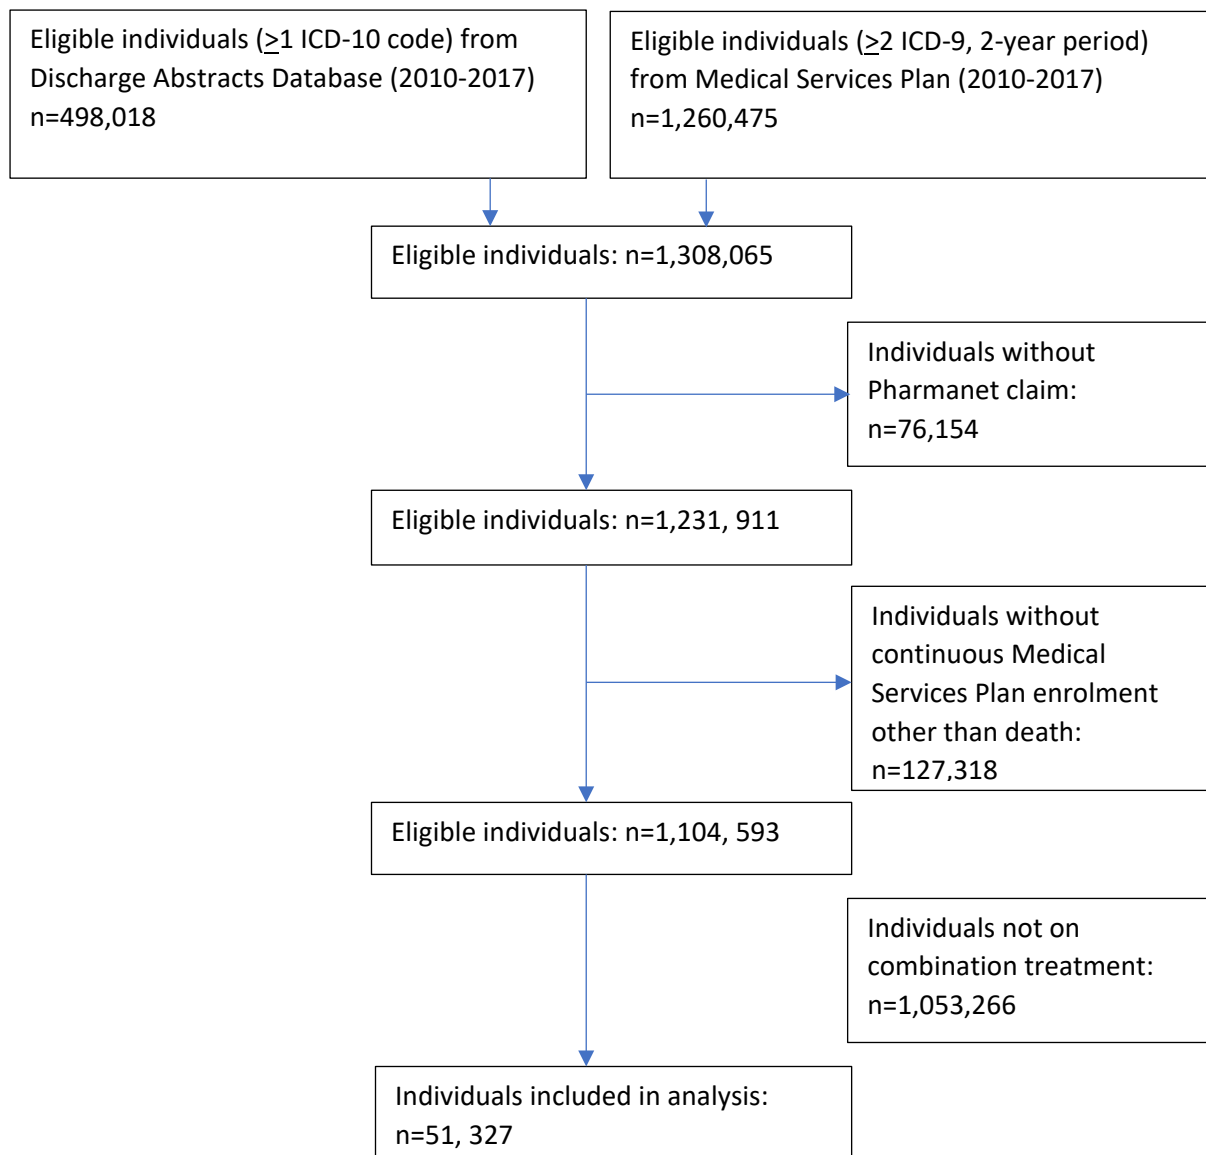 Eligible individuals (≥1 ICD-10 code) from
Discharge Abstracts Database (2010-2017)
n=498,018
Eligible individuals (≥2 ICD-9, 2-year period)
from Medical Services Plan (2010-2017)
n=1,260,475
Eligible individuals: n=1,308,065
Individuals without
Pharmanet claim:
n=76,154
Eligible individuals: n=1,231, 911
Individuals without
continuous Medical
Services Plan enrolment
other than death:
n=127,318
Eligible individuals: n=1,104, 593
Individuals not on
combination treatment:
n=1,053,266
Individuals included in analysis:
n=51, 327